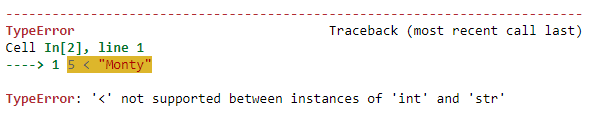 ---------------------------------------------------------------------------
TypeError                                 Traceback (most recent call last)
Cell In[2], line 1
----> 1 5 < "Monty"
TypeError: '<' not supported between instances of 'int' and 'str'